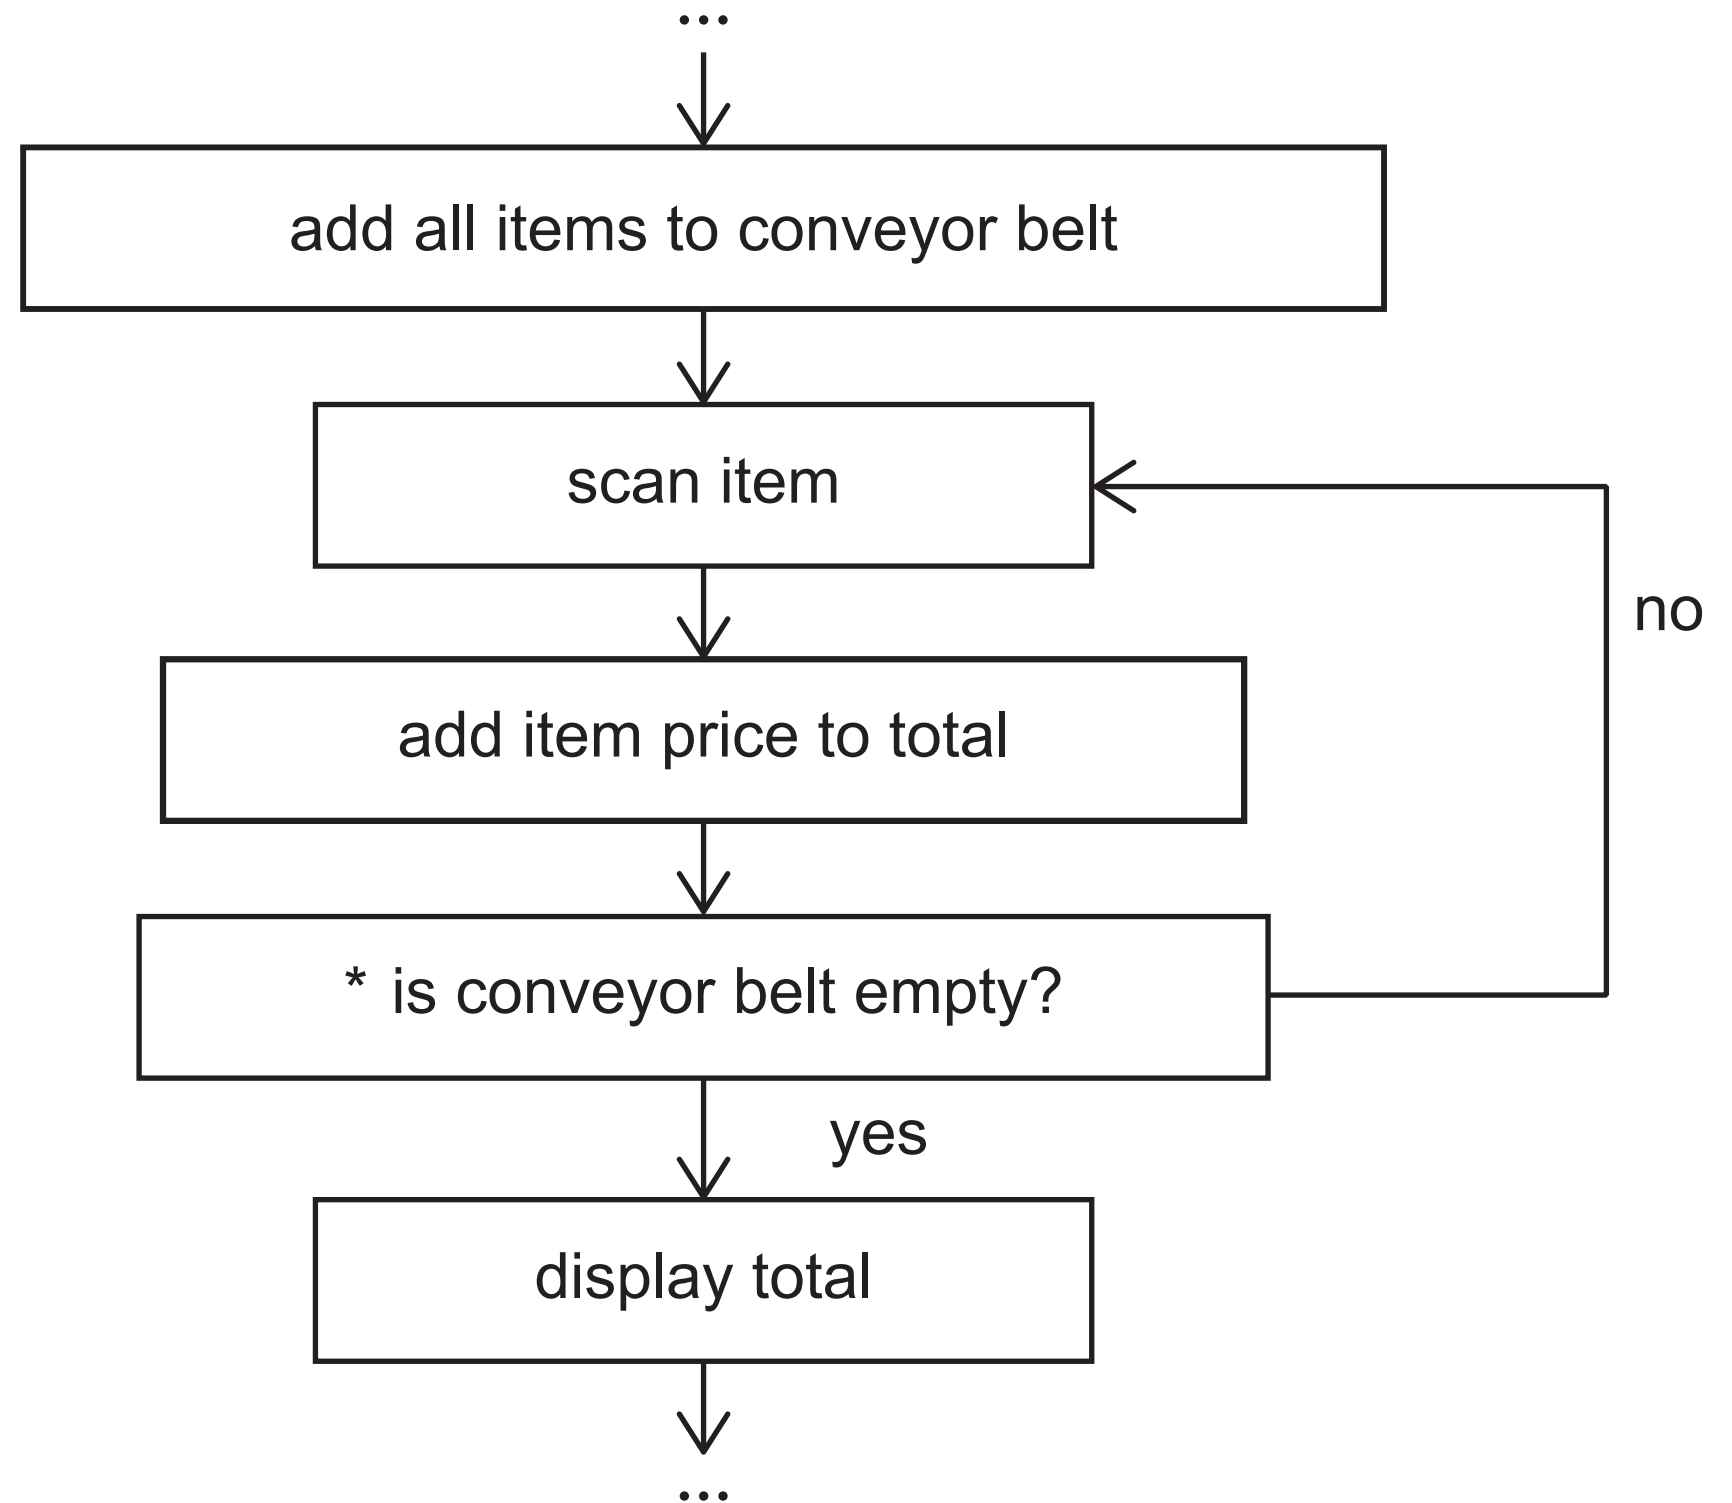 ...
add all items to conveyor belt
scan item
no
add item price to total
* is conveyor belt empty?
yes
display total
...